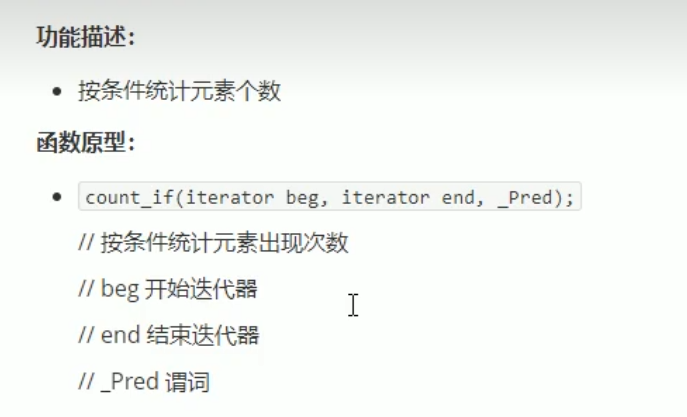 功能描述：
• 按条件统计元素个数
函数原型：
• count_if(iterator beg, iterator end, _Pred);
// 按条件统计元素出现次数
// beg 开始迭代器
// end 结束迭代器
// _Pred 谓词